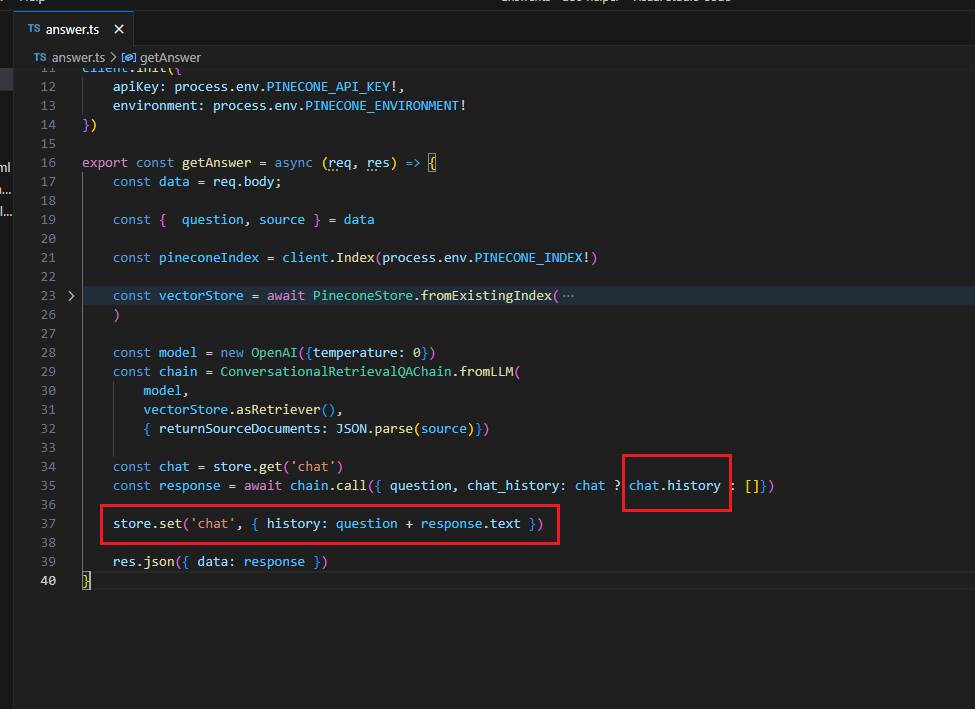 TS answer.ts ×
TS answer.ts > getAnswer
11 client.init({
12 apiKey: process.env.PINECONE_API_KEY!,
13 environment: process.env.PINECONE_ENVIRONMENT!
14 })
15
16 export const getAnswer = async (req, res) => {
17 const data = req.body;
18
19 const {  question, source } = data
20
21 const pineconeIndex = client.Index(process.env.PINECONE_INDEX!)
22
23 > const vectorStore = await PineconeStore.fromExistingIndex( ···
26 )
27
28 const model = new OpenAI({temperature: 0})
29 const chain = ConversationalRetrievalQAChain.fromLLM(
30 model,
31 vectorStore.asRetriever(),
32 { returnSourceDocuments: JSON.parse(source)})
33
34 const chat = store.get('chat')
35 const response = await chain.call({ question, chat_history: chat ? chat.history : []})
36
37 store.set('chat', { history: question + response.text })
38
39 res.json({ data: response })
40 }